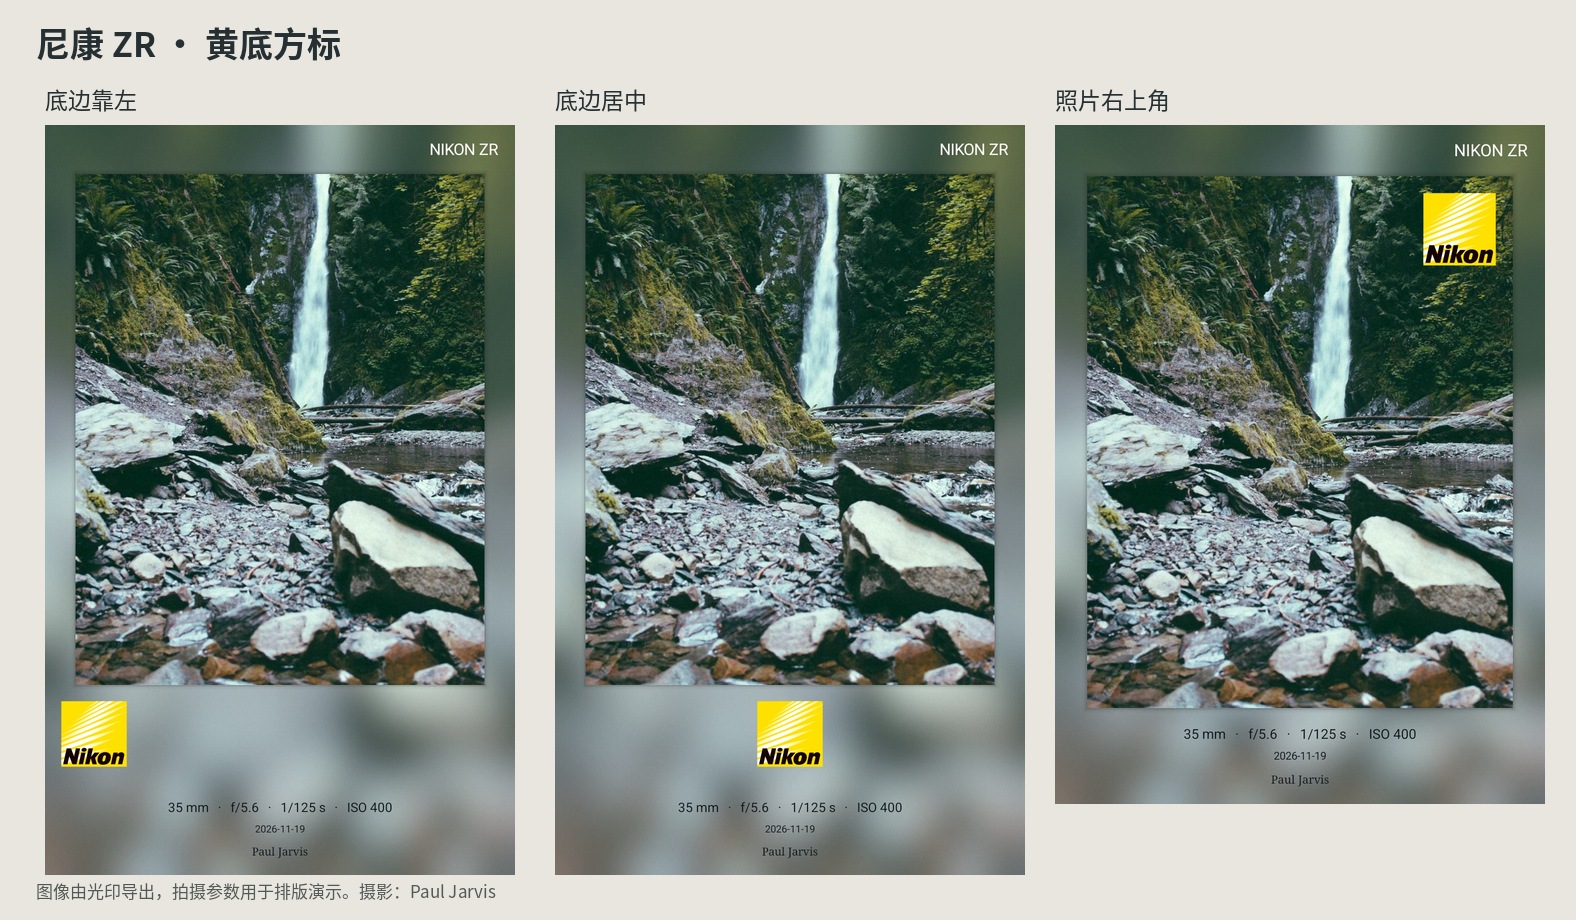 尼康 ZR · 黄底方标
底边靠左
NIKON ZR
Nikon
35 mm · f/5.6 · 1/125 s · ISO 400
2026-11-19
Paul Jarvis
底边居中
NIKON ZR
Nikon
35 mm · f/5.6 · 1/125 s · ISO 400
2026-11-19
Paul Jarvis
照片右上角
NIKON ZR
Nikon
35 mm · f/5.6 · 1/125 s · ISO 400
2026-11-19
Paul Jarvis
图像由光印导出，拍摄参数用于排版演示。摄影：Paul Jarvis